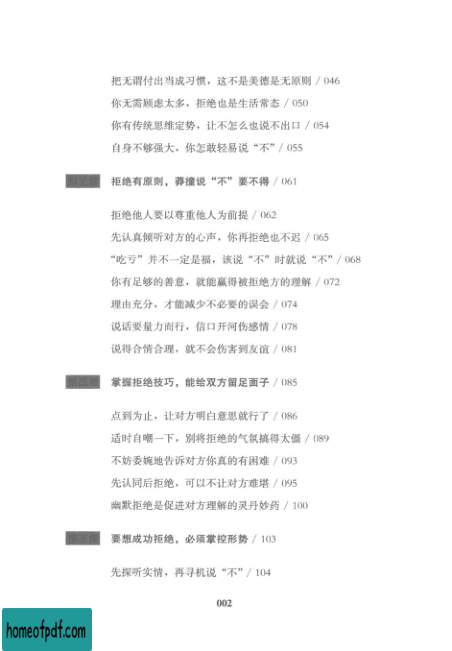 把无谓付出当成习惯，这不是美德是无原则 / 046
你无需顾虑太多，拒绝也是生活常态 / 050
你有传统思维定势，让不怎么也说不出口 / 054
自身不够强大，你怎敢轻易说“不”/ 055
第三章 拒绝有原则，莽撞说“不”要不得 / 061
拒绝他人要以尊重他人为前提 / 062
先认真倾听对方的心声，你再拒绝也不迟 / 065
“吃亏”并不一定是福，该说“不”时就说“不”/ 068
你有足够的善意，就能赢得被拒绝方的理解 / 072
理由充分，才能减少不必要的误会 / 074
说话要量力而行，信口开河伤感情 / 078
说得合情合理，就不会伤害到友谊 / 081
第四章 掌握拒绝技巧，能给双方留足面子 / 085
点到为止，让对方明白意思就行了 / 086
适时自嘲一下，别将拒绝的气氛搞得太僵 / 089
不妨委婉地告诉对方你真的有困难 / 093
先认同后拒绝，可以不让对方难堪 / 095
幽默拒绝是促进对方理解的灵丹妙药 / 100
第五章 要想成功拒绝，必须掌控形势 / 103
先探听实情，再寻机说“不”/ 104
002
homeofpdf.com